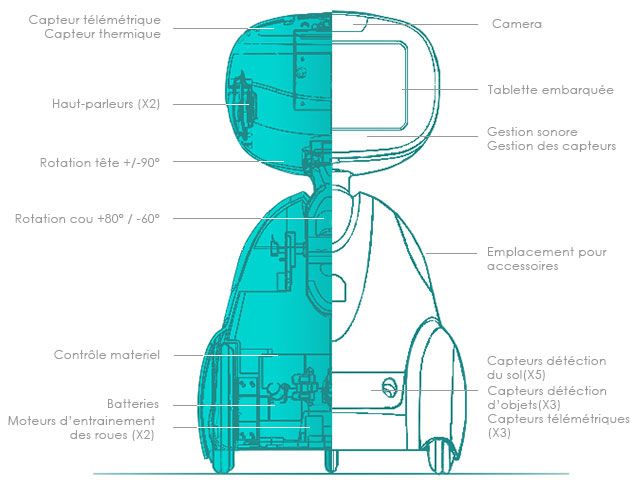 Capteur télémétrique
Capteur thermique
Haut-parleurs (X2)
Rotation tête +/-90°
Rotation cou +80° / -60°
Contrôle materiel
Batteries
Moteurs d'entrainement
des roues (X2)
Camera
Tablette embarquée
Gestion sonore
Gestion des capteurs
Emplacement pour
accessoires
Capteurs détéction
du sol(X5)
Capteurs détéction
d'objets(X3)
Capteurs télémétriques
(X3)